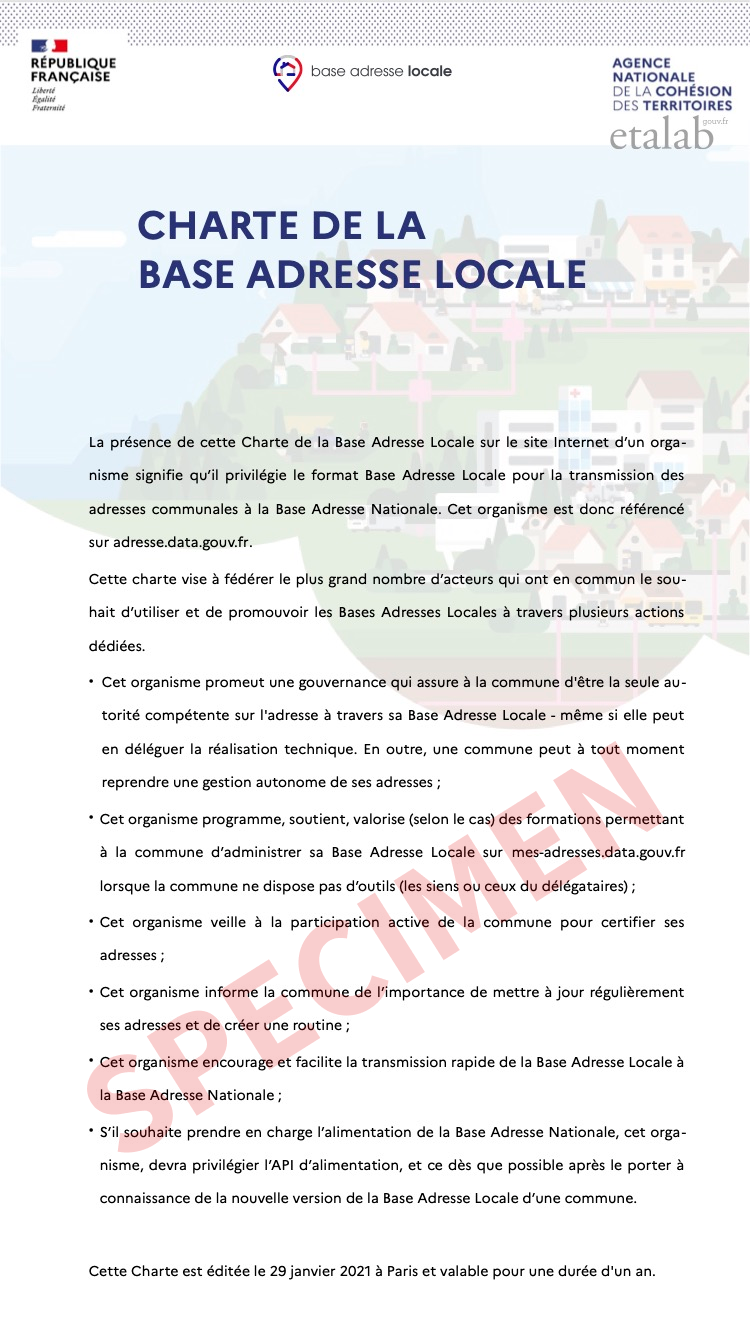 RÉPUBLIQUE
FRANÇAISE
Liberté
Égalité
Fraternité
base adresse locale
AGENCE
NATIONALE
DE LA COHÉSION
DES TERRITOIRES
etalab
gouv.fr
CHARTE DE LA
BASE ADRESSE LOCALE
La présence de cette Charte de la Base Adresse Locale sur le site Internet d’un orga-
nisme signifie qu’il privilégie le format Base Adresse Locale pour la transmission des
adresses communales à la Base Adresse Nationale. Cet organisme est donc référencé
sur adresse.data.gouv.fr.
Cette charte vise à fédérer le plus grand nombre d’acteurs qui ont en commun le sou-
hait d’utiliser et de promouvoir les Bases Adresses Locales à travers plusieurs actions
dédiées.
• Cet organisme promeut une gouvernance qui assure à la commune d'être la seule au-
torité compétente sur l'adresse à travers sa Base Adresse Locale - même si elle peut
en déléguer la réalisation technique. En outre, une commune peut à tout moment
reprendre une gestion autonome de ses adresses ;
• Cet organisme programme, soutient, valorise (selon le cas) des formations permettant
à la commune d’administrer sa Base Adresse Locale sur mes-adresses.data.gouv.fr
lorsque la commune ne dispose pas d’outils (les siens ou ceux du délégataires) ;
• Cet organisme veille à la participation active de la commune pour certifier ses
adresses ;
• Cet organisme informe la commune de l’importance de mettre à jour régulièrement
ses adresses et de créer une routine ;
• Cet organisme encourage et facilite la transmission rapide de la Base Adresse Locale à
la Base Adresse Nationale ;
• S’il souhaite prendre en charge l’alimentation de la Base Adresse Nationale, cet orga-
nisme, devra privilégier l’API d’alimentation, et ce dès que possible après le porter à
connaissance de la nouvelle version de la Base Adresse Locale d’une commune.
SPECIMEN
Cette Charte est éditée le 29 janvier 2021 à Paris et valable pour une durée d'un an.